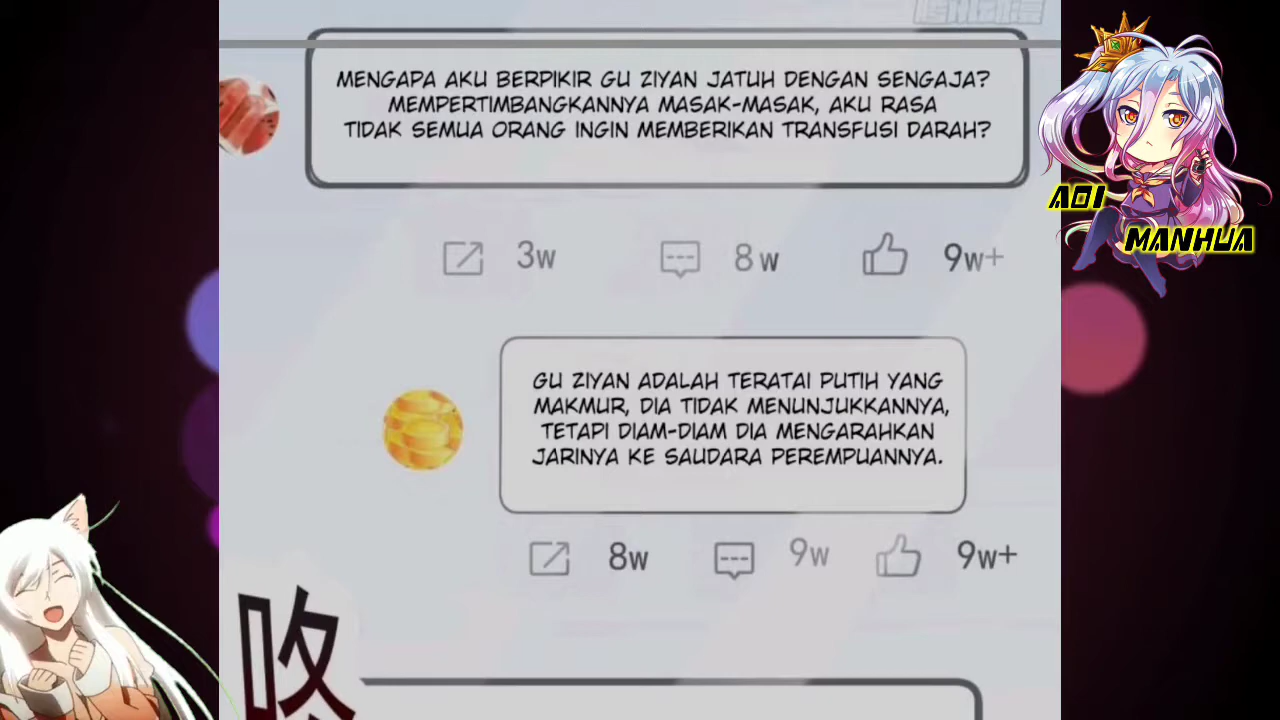 MENGAPA AKU BERPIKIR GU ZIYAN JATUH DENGAN SENGAJA?
MEMPERTIMBANGKANNYA MASAK-MASAK, AKU RASA
TIDAK SEMUA ORANG INGIN MEMBERIKAN TRANSFUSI DARAH?
AOI
MANHUA
3w
8w
9w+
GU ZIYAN ADALAH TERATAI PUTIH YANG
MAKMUR, DIA TIDAK MENUNJUKKANNYA,
TETAPI DIAM-DIAM DIA MENGARAHKAN
JARINYA KE SAUDARA PEREMPUANNYA.
8w
9w
9w+
咚